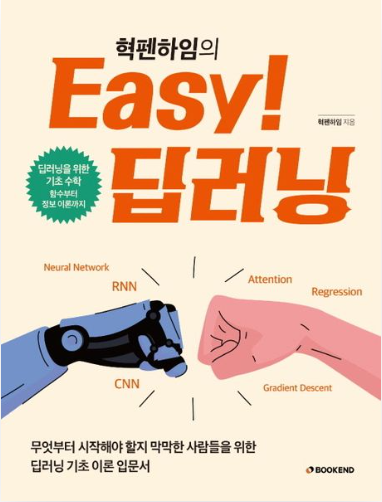 혁펜하임의
Easy!
딥러닝
혁펜하임 지음
딥러닝을 위한
기초 수학
함수부터
정보 이론까지
Neural Network
RNN
Attention
Regression
CNN
Gradient Descent
무엇부터 시작해야 할지 막막한 사람들을 위한
딥러닝 기초 이론 입문서
BOOKEND